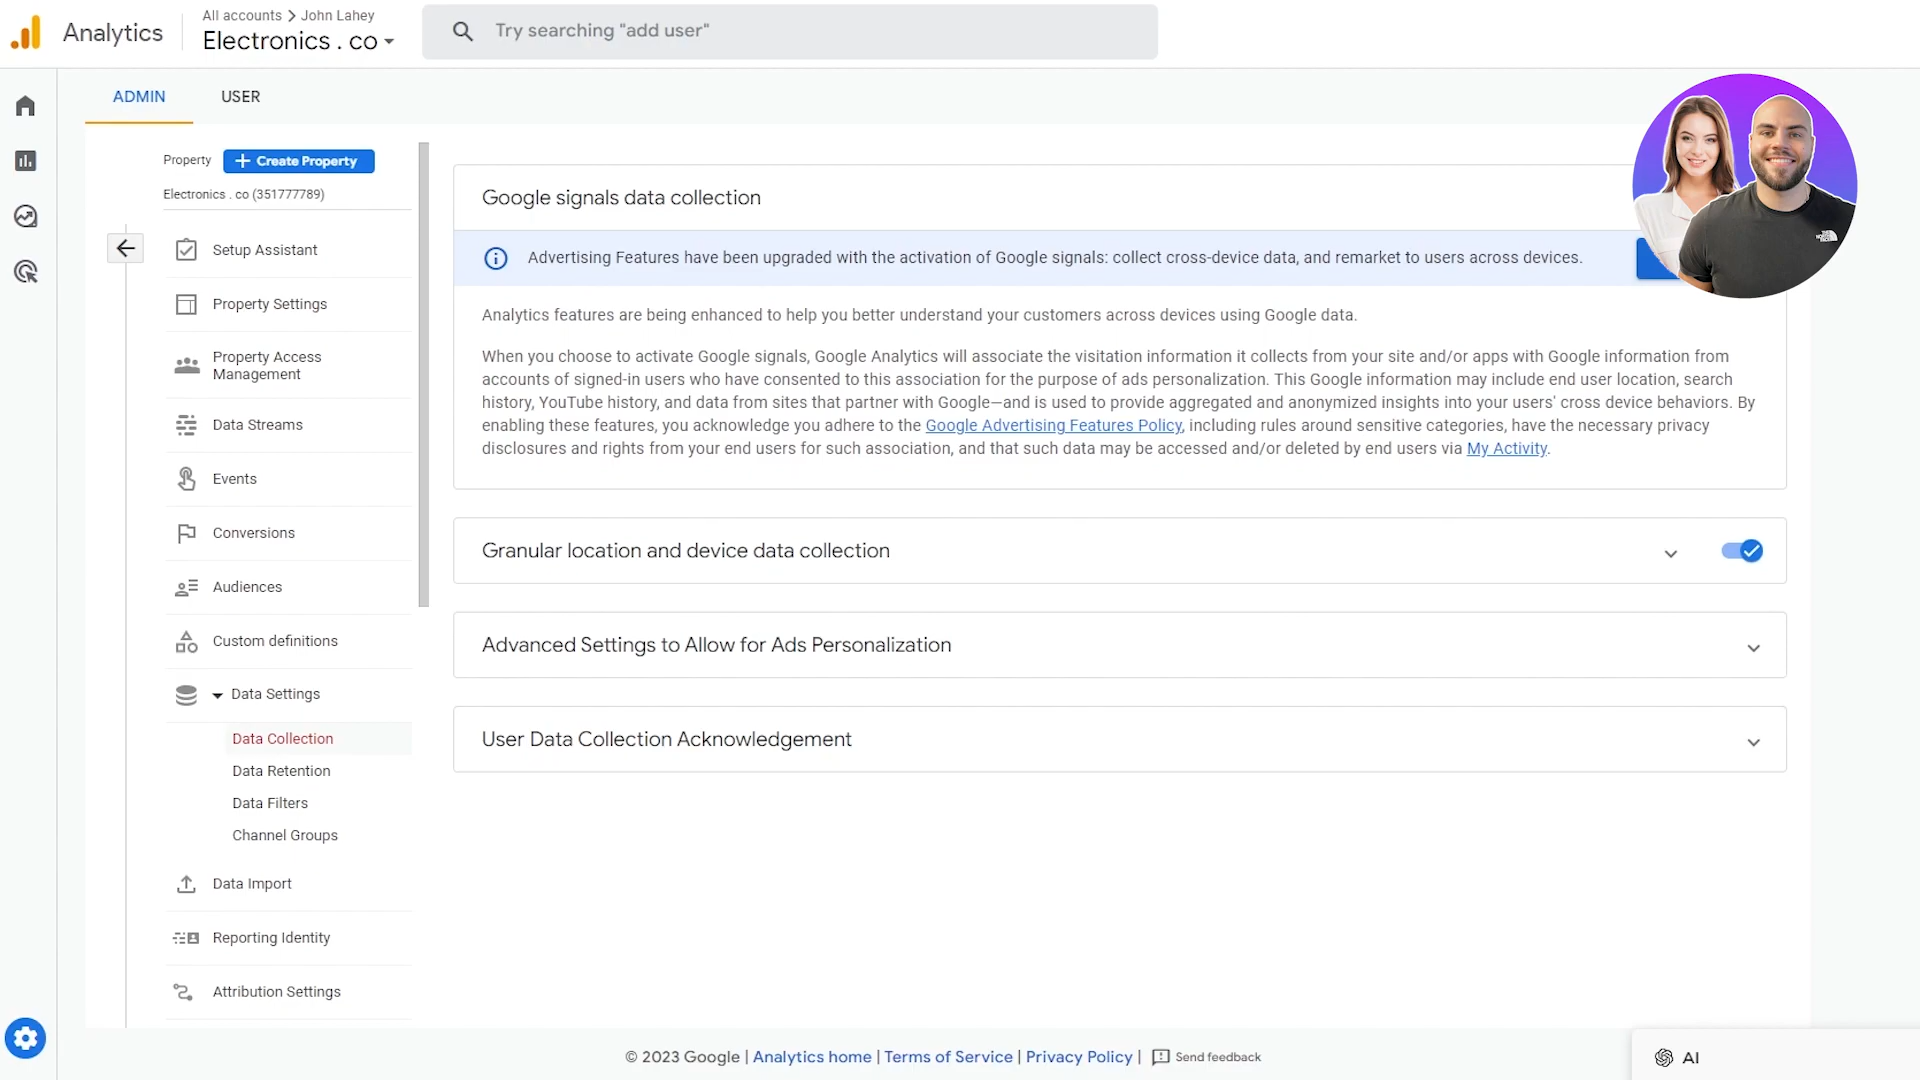 Analytics
All accounts > John Lahey
Electronics . co
Try searching "add user"
ADMIN
USER
Property
Create Property
Electronics . co (351777789)
Setup Assistant
Property Settings
Property Access
Management
Data Streams
Events
Conversions
Audiences
Custom definitions
Data Settings
Data Collection
Data Retention
Data Filters
Channel Groups
Data Import
Reporting Identity
Attribution Settings
Google signals data collection
Advertising Features have been upgraded with the activation of Google signals: collect cross-device data, and remarket to users across devices.
Analytics features are being enhanced to help you better understand your customers across devices using Google data.
When you choose to activate Google signals, Google Analytics will associate the visitation information it collects from your site and/or apps with Google information from
accounts of signed-in users who have consented to this association for the purpose of ads personalization. This Google information may include end user location, search
history, YouTube history, and data from sites that partner with Google—and is used to provide aggregated and anonymized insights into your users' cross device behaviors. By
enabling these features, you acknowledge you adhere to the Google Advertising Features Policy, including rules around sensitive categories, have the necessary privacy
disclosures and rights from your end users for such association, and that such data may be accessed and/or deleted by end users via My Activity.
Granular location and device data collection
Advanced Settings to Allow for Ads Personalization
User Data Collection Acknowledgement
© 2023 Google | Analytics home | Terms of Service | Privacy Policy | Send feedback
AI